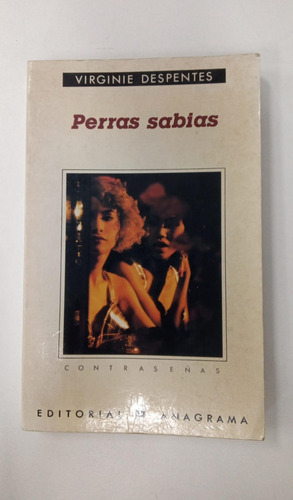 VIRGINIE DESPENTES
Perras sabias
CONTRASEÑAS
EDITORIAL ANAGRAMA